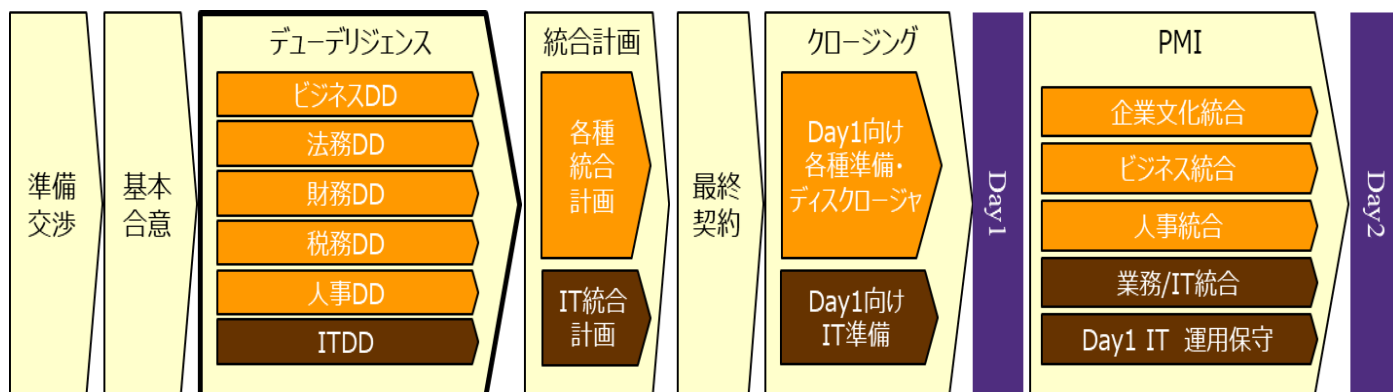 準備
交渉
基本
合意
デューデリジェンス
ビジネスDD
法務DD
財務DD
税務DD
人事DD
ITDD
統合計画
各種
統合
計画
IT統合
計画
最終
契約
クロージング
Day1向け
各種準備・
ディスクロージャ
Day1向け
IT準備
Day1
PMI
企業文化統合
ビジネス統合
人事統合
業務/IT統合
Day1 IT 運用保守
Day2